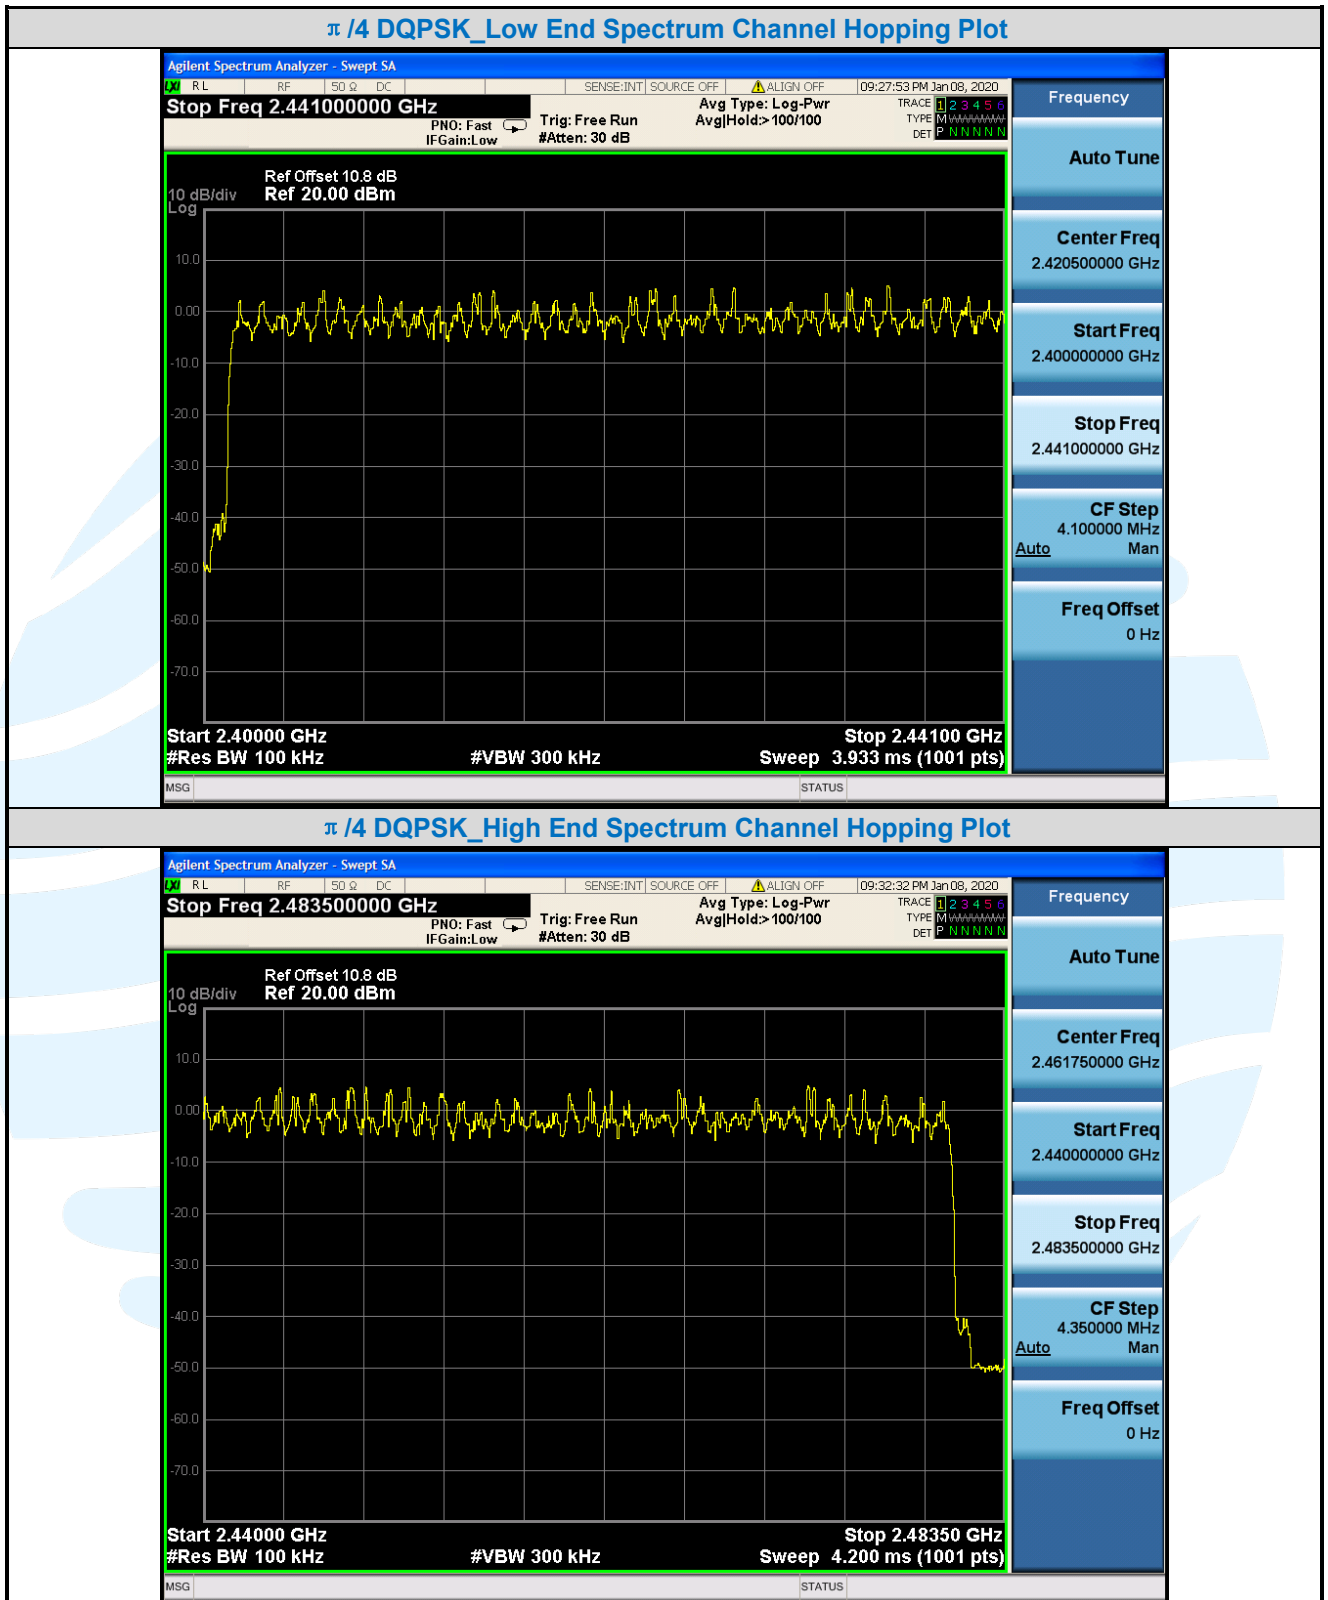 π /4 DQPSK_Low End Spectrum Channel Hopping Plot
Agilent Spectrum Analyzer - Swept SA
LXI RL RF 50 Ω DC SENSE:INT SOURCE OFF ALIGN OFF 09:27:53 PM Jan 08, 2020
Stop Freq 2.441000000 GHz
PNO: Fast
IFGain:Low
Trig: Free Run
#Atten: 30 dB
Avg Type: Log-Pwr
Avg|Hold:>100/100
TRACE 1 2 3 4 5 6
TYPE M
DET P N N N N N
Ref Offset 10.8 dB
10 dB/div Ref 20.00 dBm
Log
10.0
0.00
-10.0
-20.0
-30.0
-40.0
-50.0
-60.0
-70.0
Start 2.40000 GHz Stop 2.44100 GHz
#Res BW 100 kHz #VBW 300 kHz Sweep 3.933 ms (1001 pts)
MSG STATUS
Frequency
Auto Tune
Center Freq
2.420500000 GHz
Start Freq
2.400000000 GHz
Stop Freq
2.441000000 GHz
CF Step
4.100000 MHz
Auto Man
Freq Offset
0 Hz
π /4 DQPSK_High End Spectrum Channel Hopping Plot
Agilent Spectrum Analyzer - Swept SA
LXI RL RF 50 Ω DC SENSE:INT SOURCE OFF ALIGN OFF 09:32:32 PM Jan 08, 2020
Stop Freq 2.483500000 GHz
PNO: Fast
IFGain:Low
Trig: Free Run
#Atten: 30 dB
Avg Type: Log-Pwr
Avg|Hold:>100/100
TRACE 1 2 3 4 5 6
TYPE M
DET P N N N N N
Ref Offset 10.8 dB
10 dB/div Ref 20.00 dBm
Log
10.0
0.00
-10.0
-20.0
-30.0
-40.0
-50.0
-60.0
-70.0
Start 2.44000 GHz Stop 2.48350 GHz
#Res BW 100 kHz #VBW 300 kHz Sweep 4.200 ms (1001 pts)
MSG STATUS
Frequency
Auto Tune
Center Freq
2.461750000 GHz
Start Freq
2.440000000 GHz
Stop Freq
2.483500000 GHz
CF Step
4.350000 MHz
Auto Man
Freq Offset
0 Hz